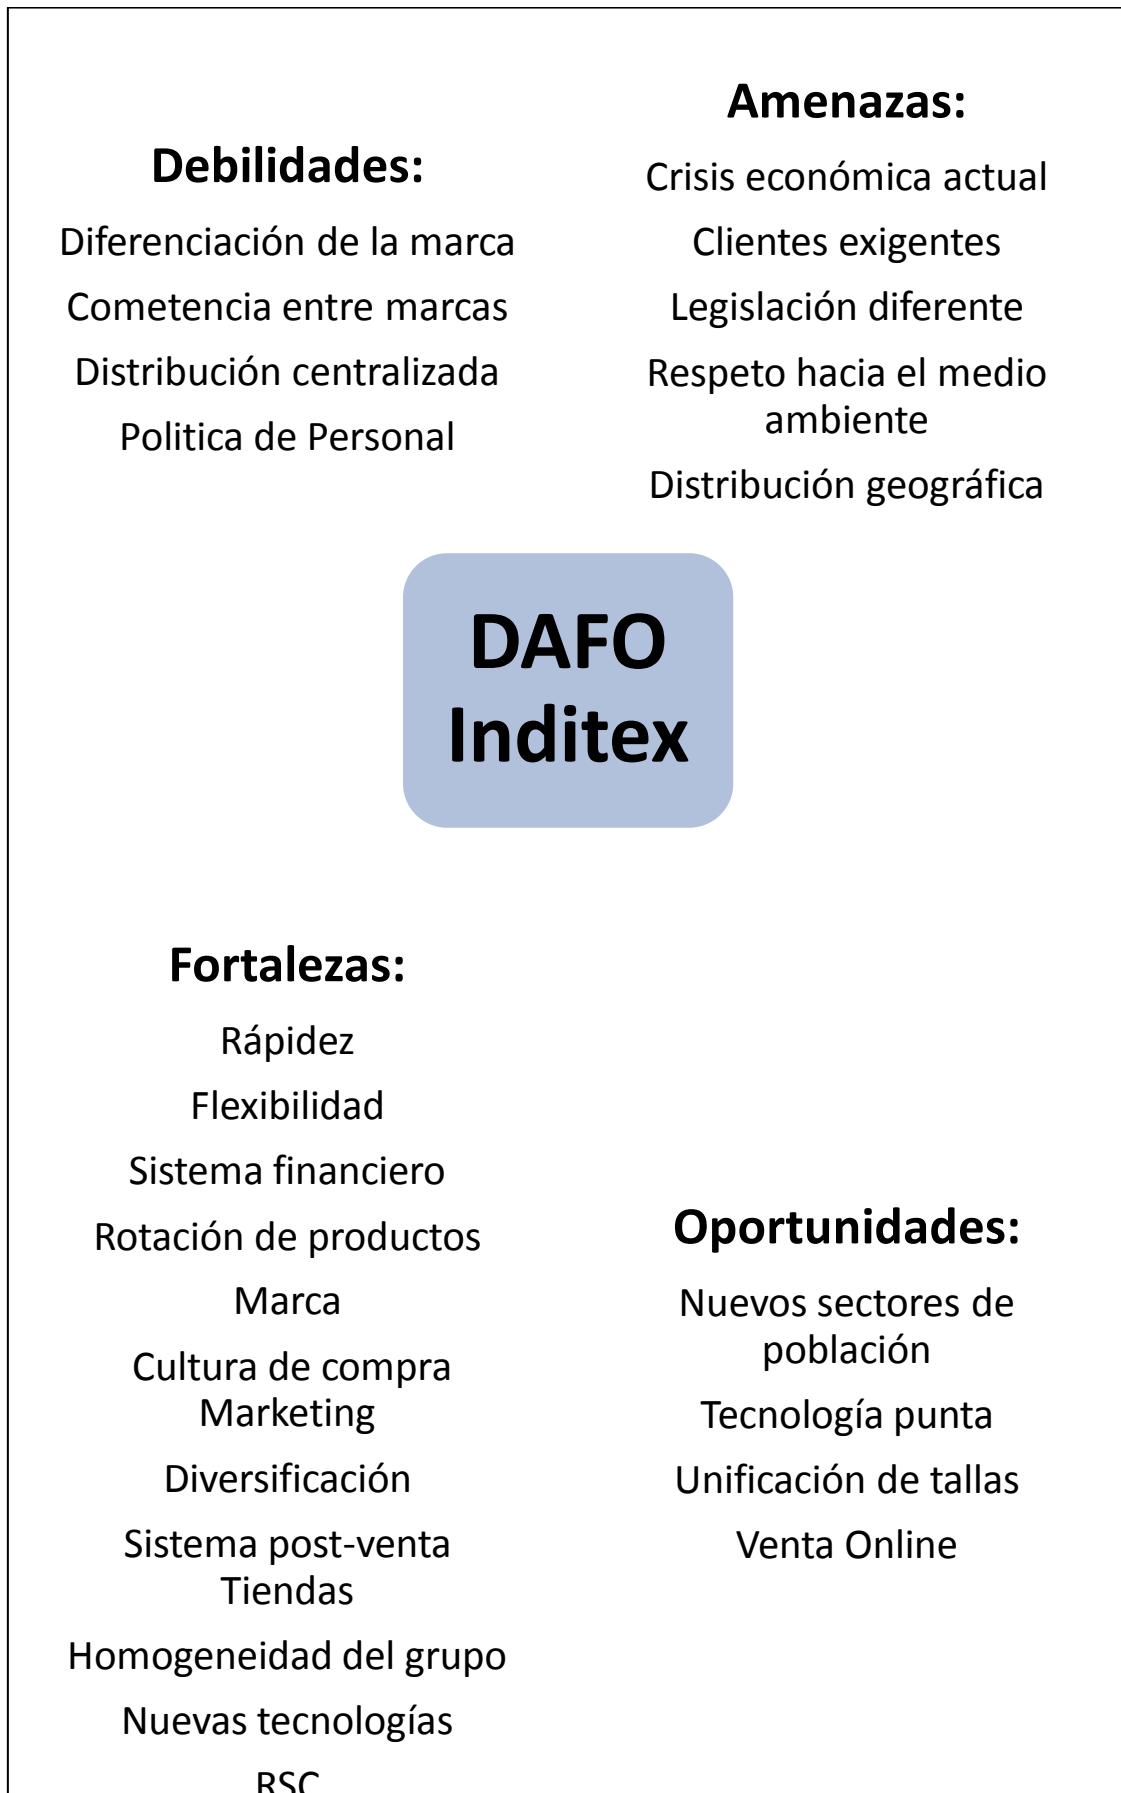 Debilidades:
Diferenciación de la marca
Cometencia entre marcas
Distribución centralizada
Politica de Personal
Amenazas:
Crisis económica actual
Clientes exigentes
Legislación diferente
Respeto hacia el medio
ambiente
Distribución geográfica
DAFO
Inditex
Fortalezas:
Rápidez
Flexibilidad
Sistema financiero
Rotación de productos
Marca
Cultura de compra
Marketing
Diversificación
Sistema post-venta
Tiendas
Homogeneidad del grupo
Nuevas tecnologías
RSC
Oportunidades:
Nuevos sectores de
población
Tecnología punta
Unificación de tallas
Venta Online